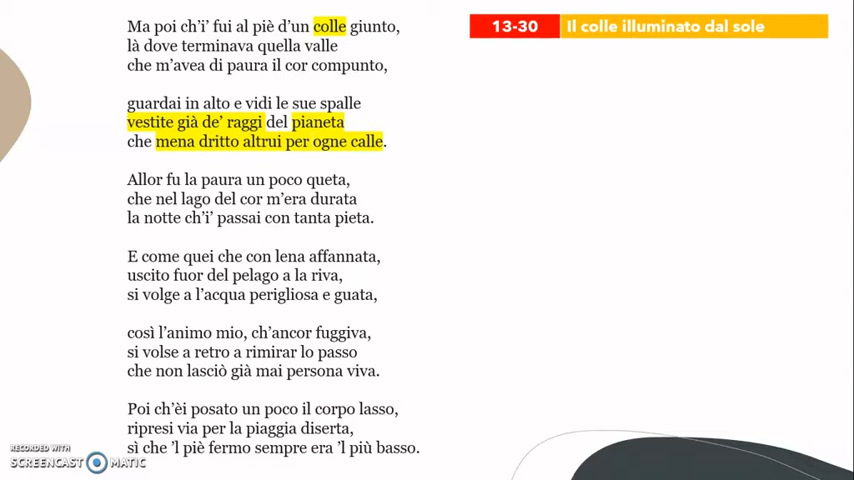 Ma poi ch’i’ fui al piè d’un colle giunto,
là dove terminava quella valle
che m’avea di paura il cor compunto,
guardai in alto e vidi le sue spalle
vestite già de’ raggi del pianeta
che mena dritto altrui per ogne calle.
Allor fu la paura un poco queta,
che nel lago del cor m’era durata
la notte ch’i’ passai con tanta pieta.
E come quei che con lena affannata,
uscito fuor del pelago a la riva,
si volge a l’acqua perigliosa e guata,
così l’animo mio, ch’ancor fuggiva,
si volse a retro a rimirar lo passo
che non lasciò già mai persona viva.
Poi ch’èi posato un poco il corpo lasso,
ripresi via per la piaggia diserta,
sì che ’l piè fermo sempre era ’l più basso.
13-30 Il colle illuminato dal sole
RECORDED WITH
SCREENCAST MATIC